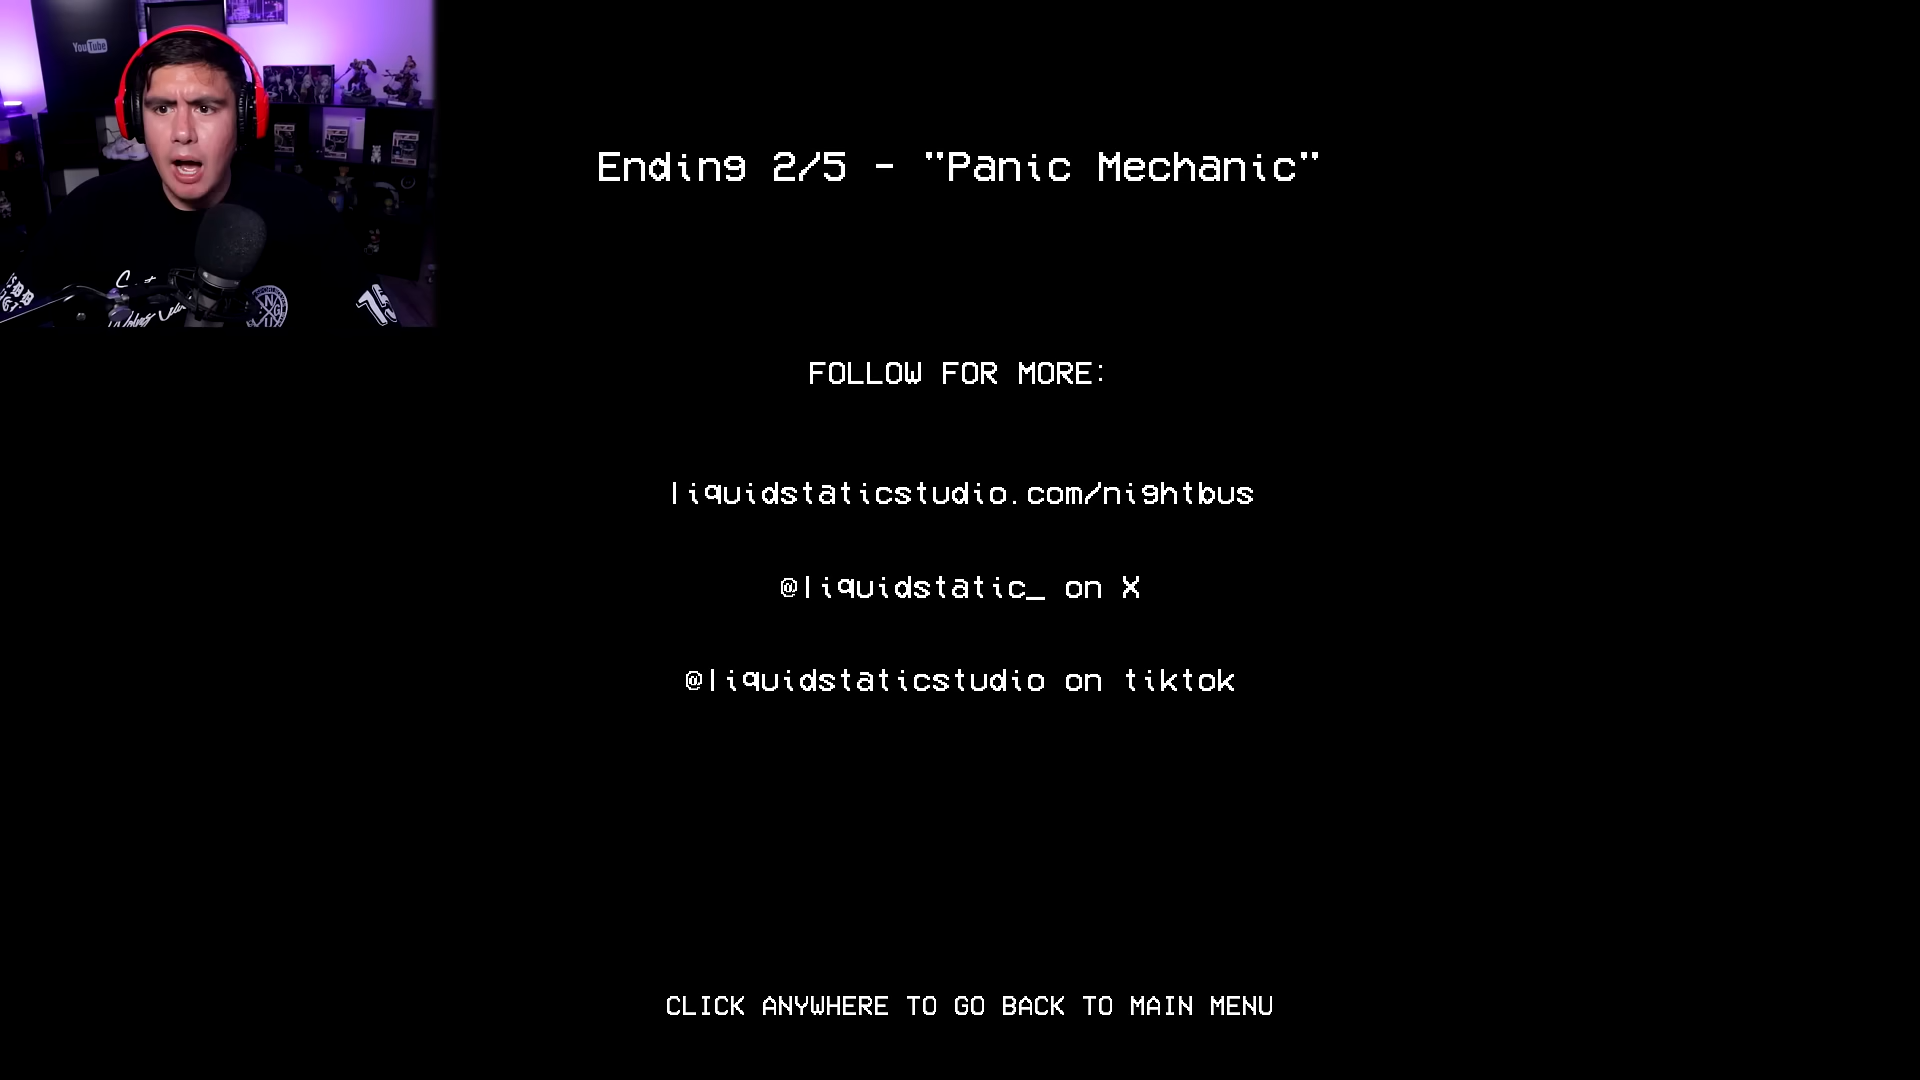 YouTube
Ending 2/5 - "Panic Mechanic"
FOLLOW FOR MORE:
liquidstaticstudio.com/nightbus
@liquidstatic_ on X
@liquidstaticstudio on tiktok
CLICK ANYWHERE TO GO BACK TO MAIN MENU